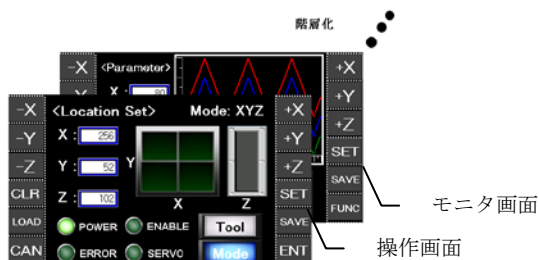 階層化
-X <Parameter> +X
X : 80
+Y
+Z
SET
SAVE
FUNC
-X <Location Set> Mode: XYZ +X
-Y X : 256 +Y
-Z Y : 52 Y +Z
CLR Z : 102 X Z SET
LOAD POWER ENABLE Tool SAVE
CAN ERROR SERVO Mode ENT
モニタ画面
操作画面